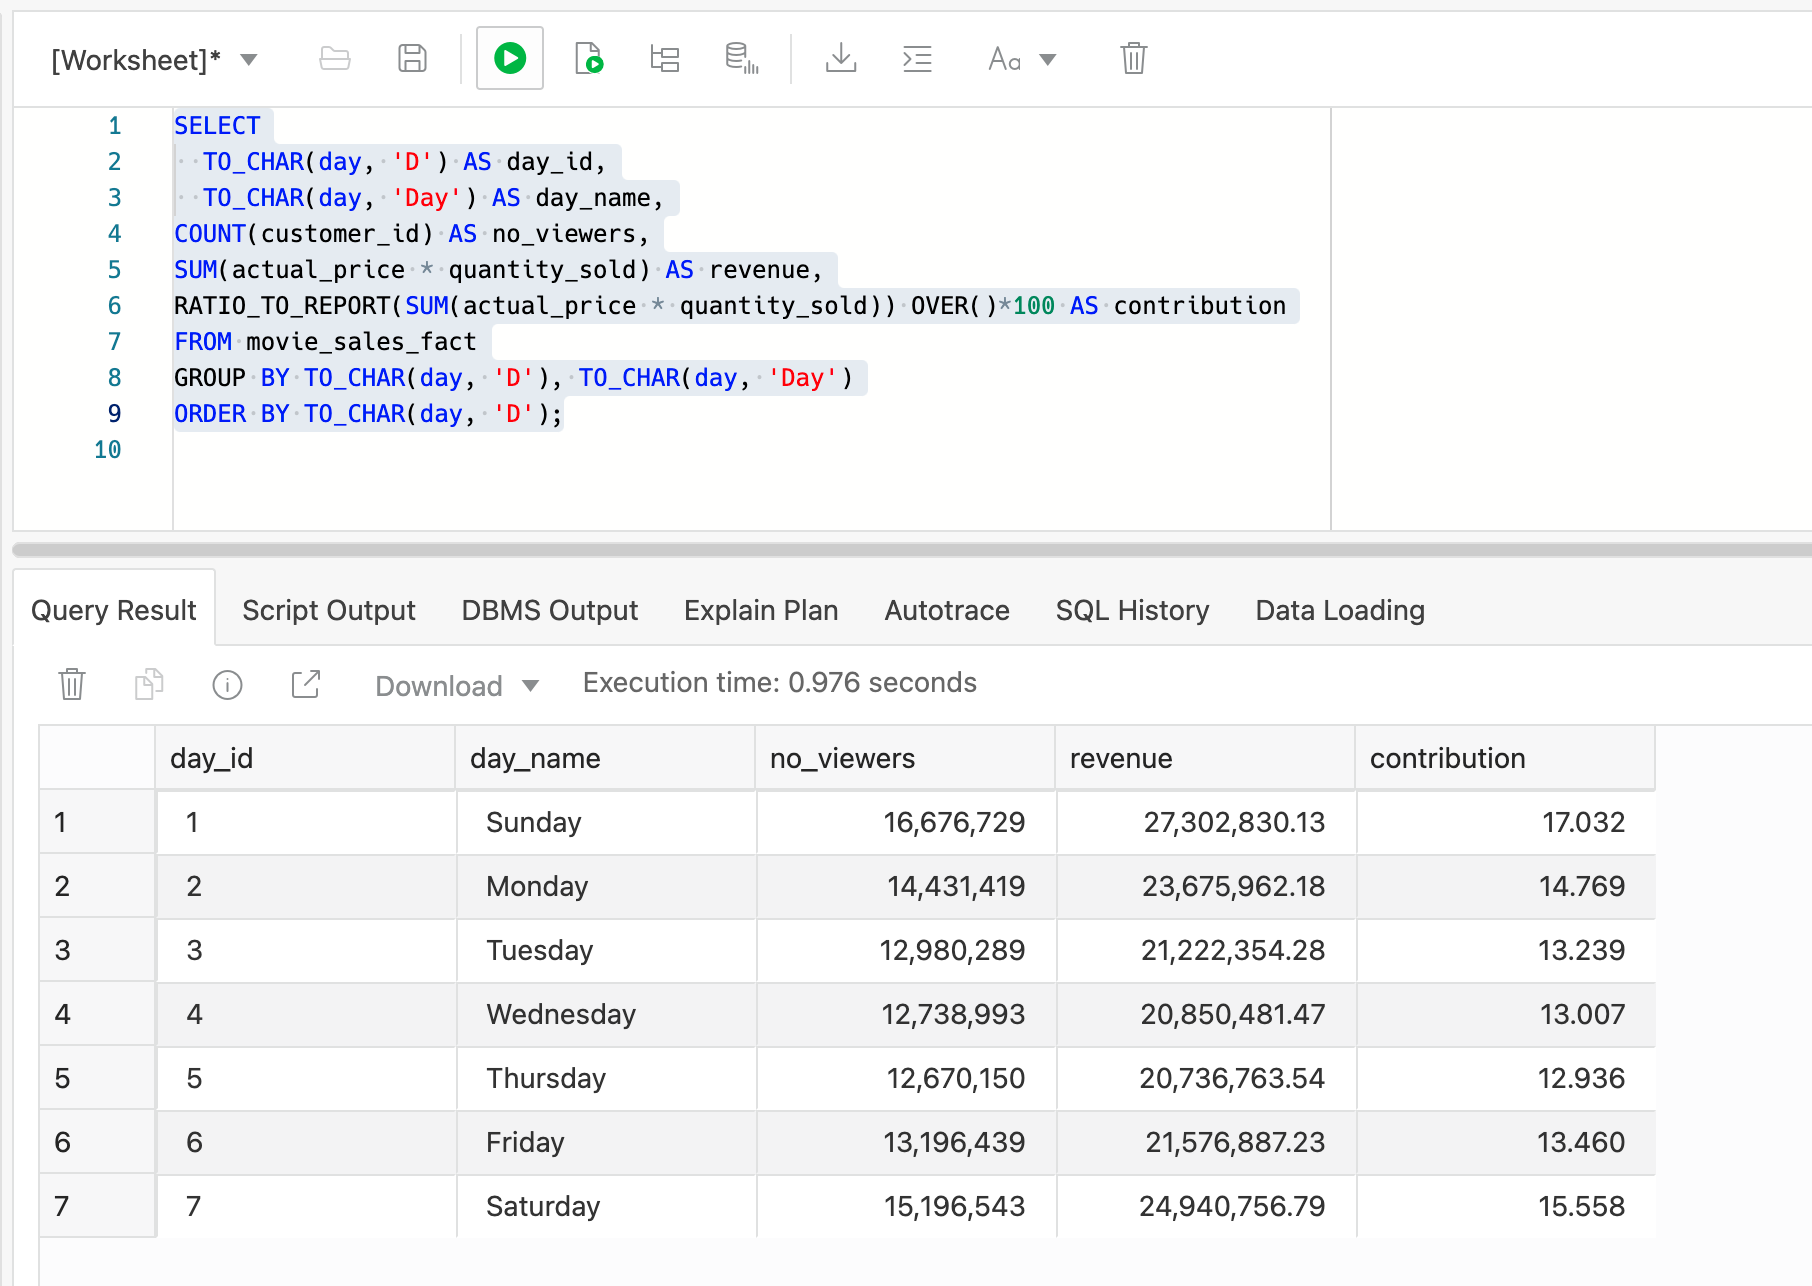 [Worksheet]*
Aa
1 SELECT
2 TO_CHAR(day, 'D') AS day_id,
3 TO_CHAR(day, 'Day') AS day_name,
4 COUNT(customer_id) AS no_viewers,
5 SUM(actual_price * quantity_sold) AS revenue,
6 RATIO_TO_REPORT(SUM(actual_price * quantity_sold)) OVER()*100 AS contribution
7 FROM movie_sales_fact
8 GROUP BY TO_CHAR(day, 'D'), TO_CHAR(day, 'Day')
9 ORDER BY TO_CHAR(day, 'D');
10
Query Result Script Output DBMS Output Explain Plan Autotrace SQL History Data Loading
Download Execution time: 0.976 seconds
day_id day_name no_viewers revenue contribution
1 1 Sunday 16,676,729 27,302,830.13 17.032
2 2 Monday 14,431,419 23,675,962.18 14.769
3 3 Tuesday 12,980,289 21,222,354.28 13.239
4 4 Wednesday 12,738,993 20,850,481.47 13.007
5 5 Thursday 12,670,150 20,736,763.54 12.936
6 6 Friday 13,196,439 21,576,887.23 13.460
7 7 Saturday 15,196,543 24,940,756.79 15.558